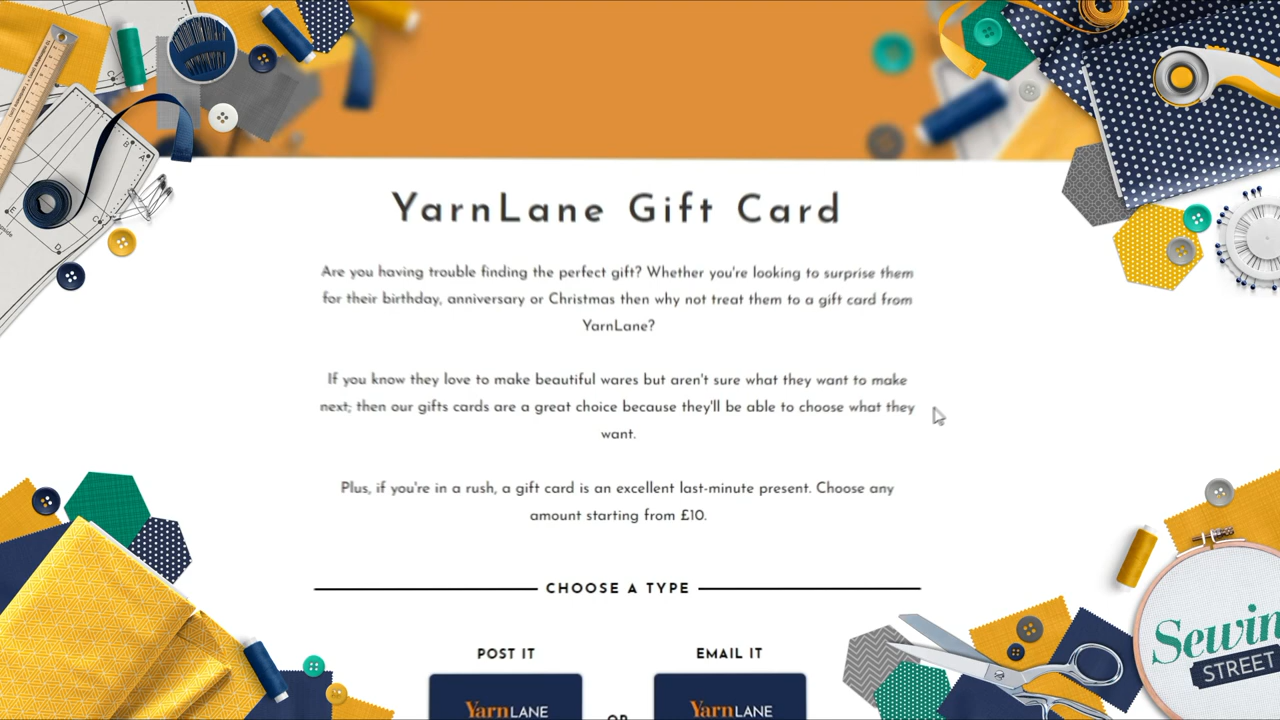 YarnLane Gift Card
Are you having trouble finding the perfect gift? Whether you're looking to surprise them
for their birthday, anniversary or Christmas then why not treat them to a gift card from
YarnLane?
If you know they love to make beautiful wares but aren't sure what they want to make
next; then our gifts cards are a great choice because they'll be able to choose what they
want.
Plus, if you're in a rush, a gift card is an excellent last-minute present. Choose any
amount starting from £10.
CHOOSE A TYPE
POST IT
EMAIL IT
YarnLANE
OR
YarnLANE
Sewin
STREET